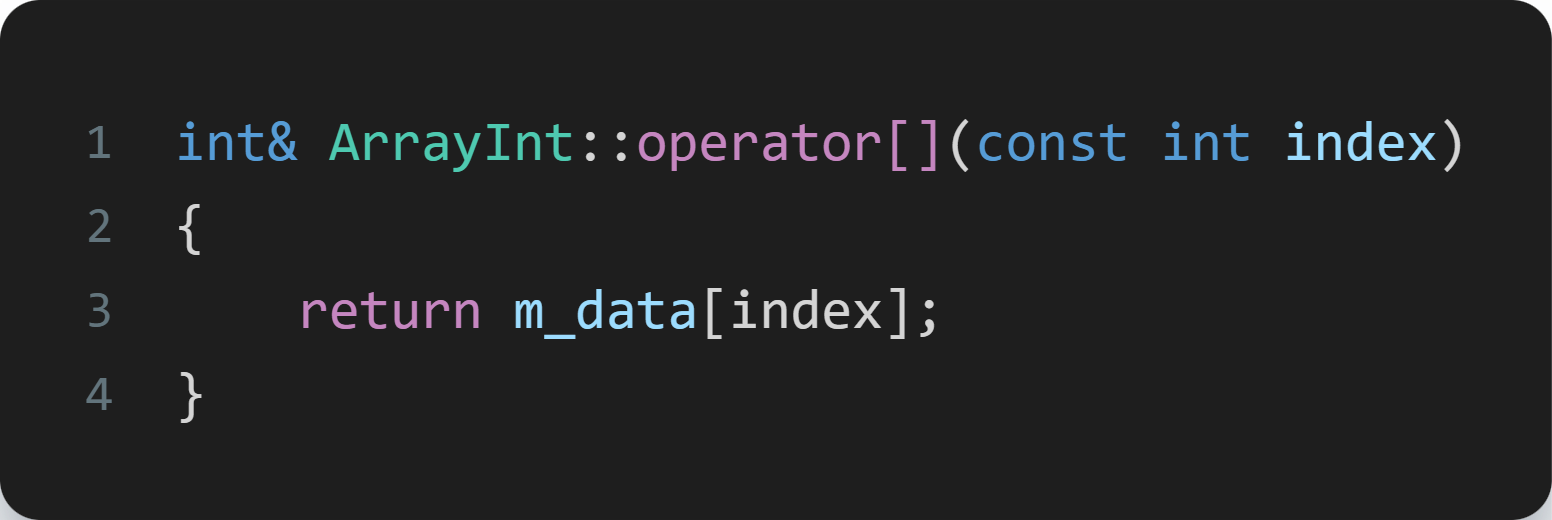 1 int& ArrayInt::operator[](const int index)
2 {
3     return m_data[index];
4 }